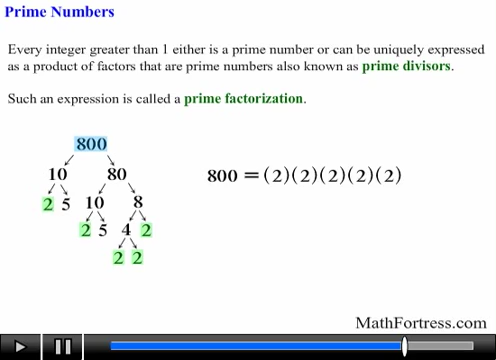 Prime Numbers
Every integer greater than 1 either is a prime number or can be uniquely expressed
as a product of factors that are prime numbers also known as prime divisors.
Such an expression is called a prime factorization.
800
10 80
2 5 10 8
2 5 4 2
2 2
800 = (2)(2)(2)(2)(2)
MathFortress.com